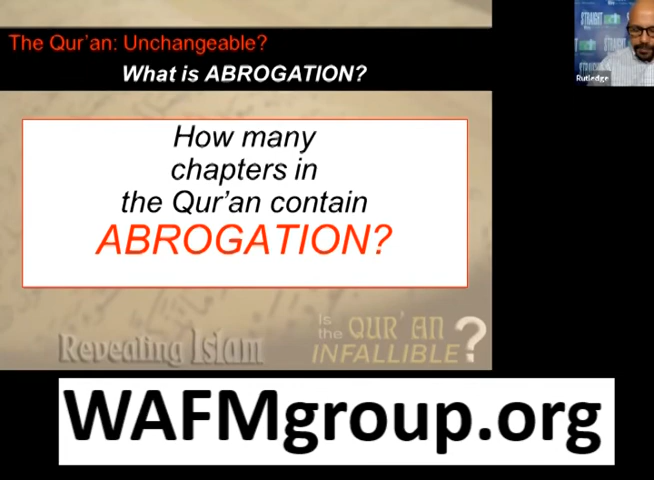 The Qur'an: Unchangeable?
What is ABROGATION?
How many
chapters in
the Qur'an contain
ABROGATION?
Is
the QUR'AN
INFALLIBLE?
Revealing Islam
STRAIGHT
Rutledge
WAFMgroup.org